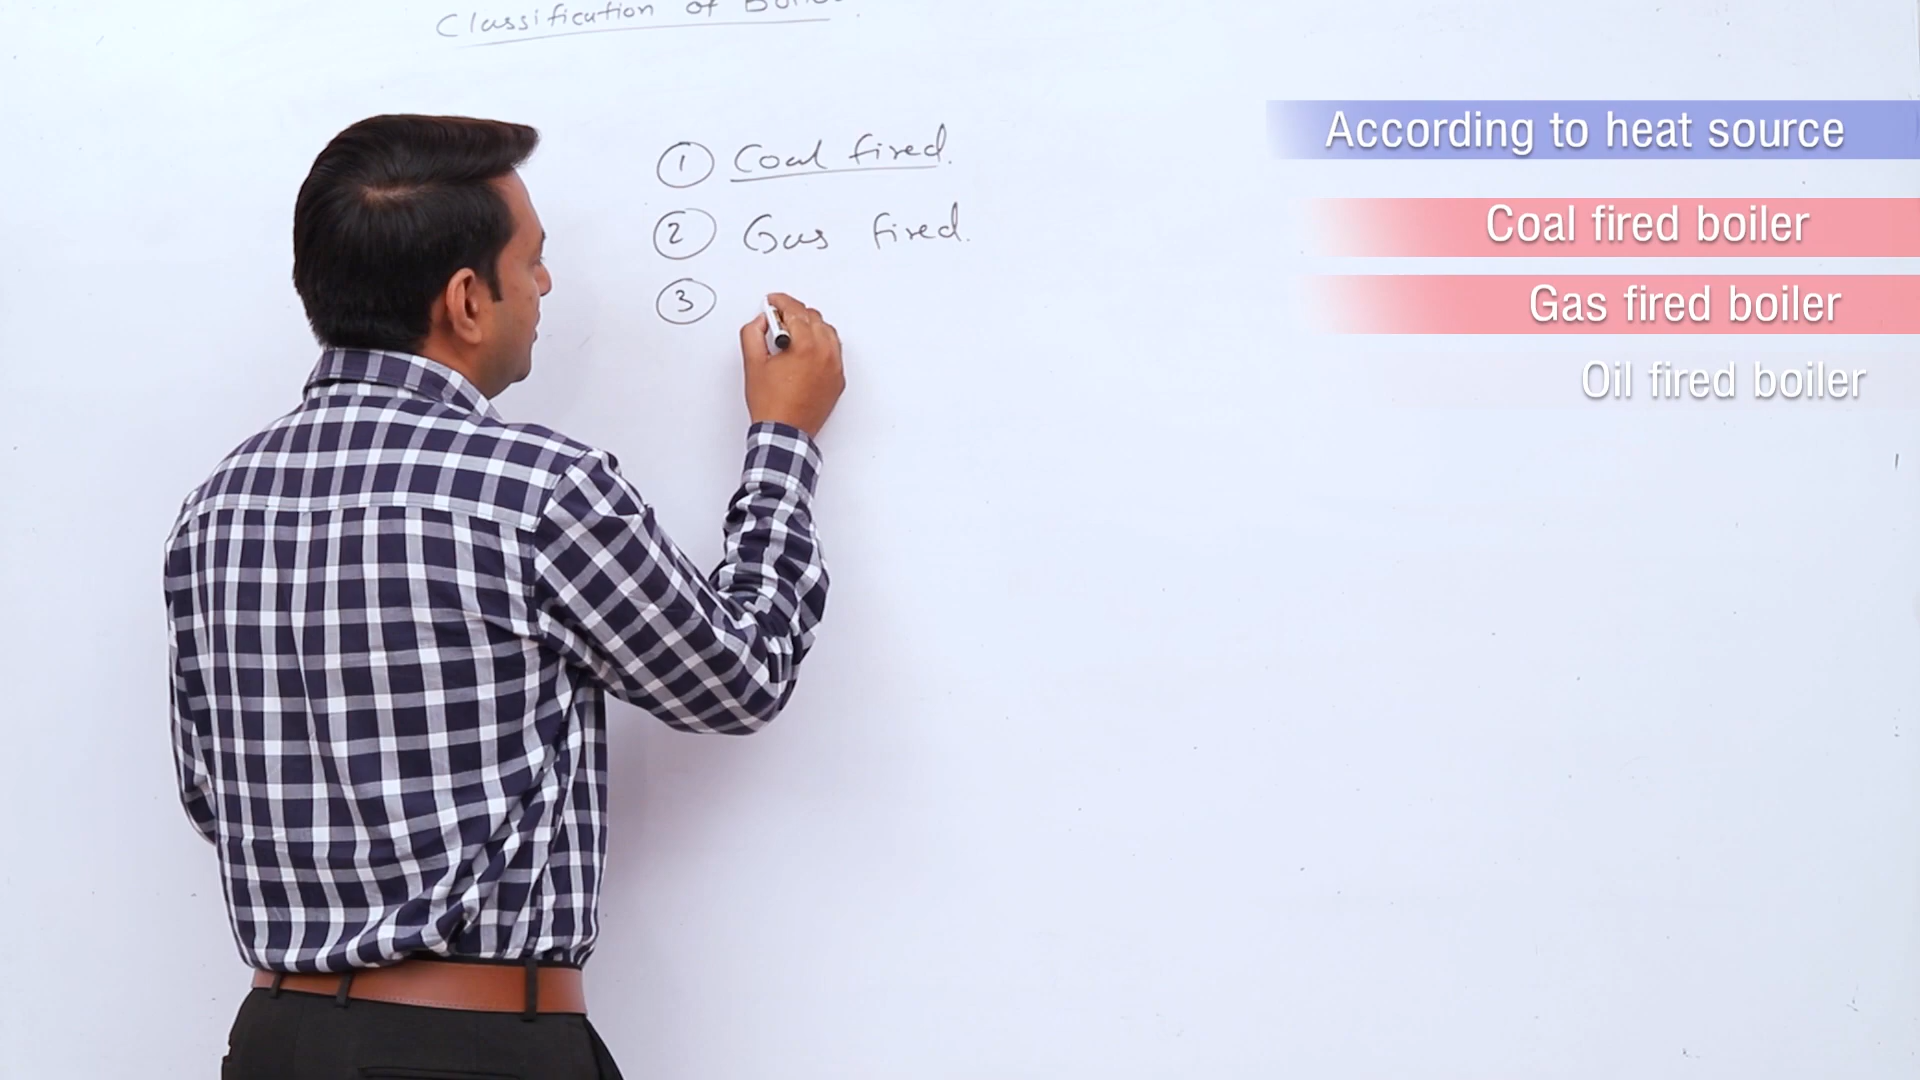 Classification of
① Coal fired.
② Gas fired.
③
According to heat source
Coal fired boiler
Gas fired boiler
Oil fired boiler